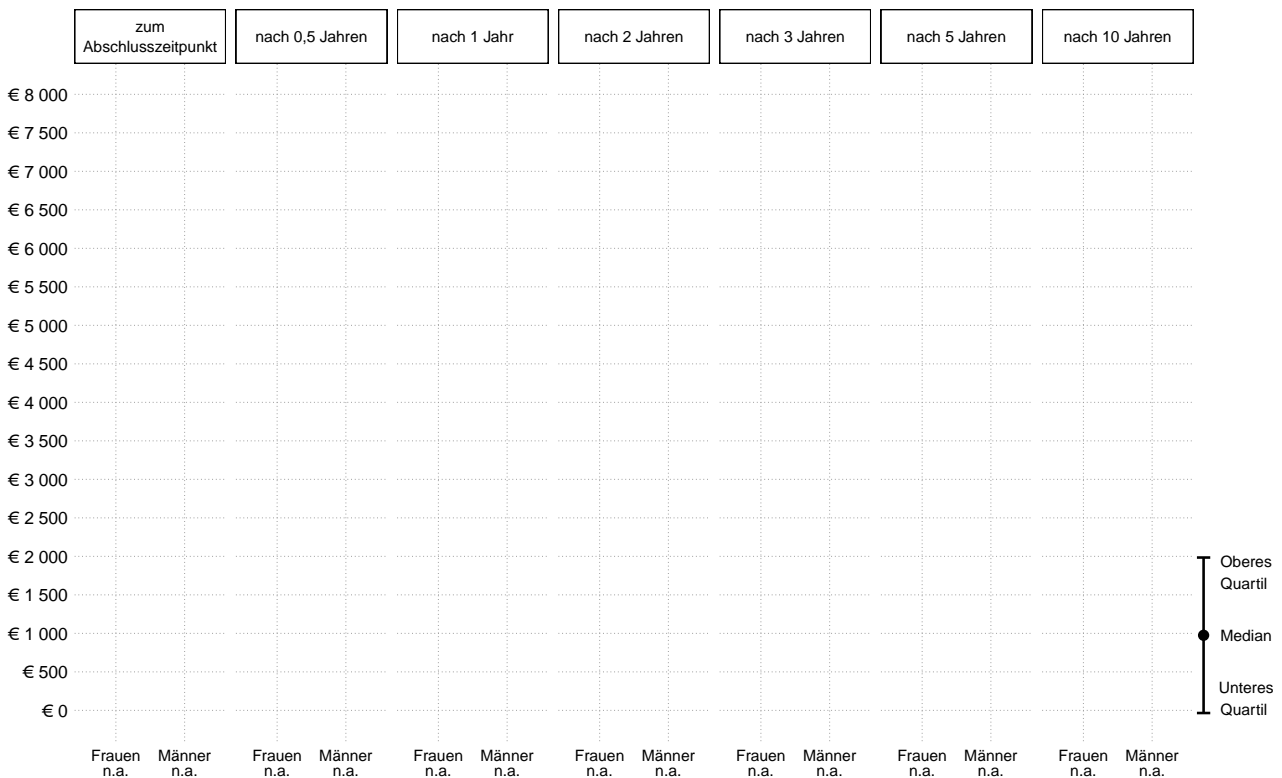 zum
Abschlusszeitpunkt
nach 0,5 Jahren
nach 1 Jahr
nach 2 Jahren
nach 3 Jahren
nach 5 Jahren
nach 10 Jahren
€ 8 000
€ 7 500
€ 7 000
€ 6 500
€ 6 000
€ 5 500
€ 5 000
€ 4 500
€ 4 000
€ 3 500
€ 3 000
€ 2 500
€ 2 000
€ 1 500
€ 1 000
€ 500
€ 0
Oberes
Quartil
Median
Unteres
Quartil
Frauen Männer Frauen Männer Frauen Männer Frauen Männer Frauen Männer Frauen Männer Frauen Männer
n.a. n.a. n.a. n.a. n.a. n.a. n.a. n.a. n.a. n.a. n.a. n.a. n.a. n.a.